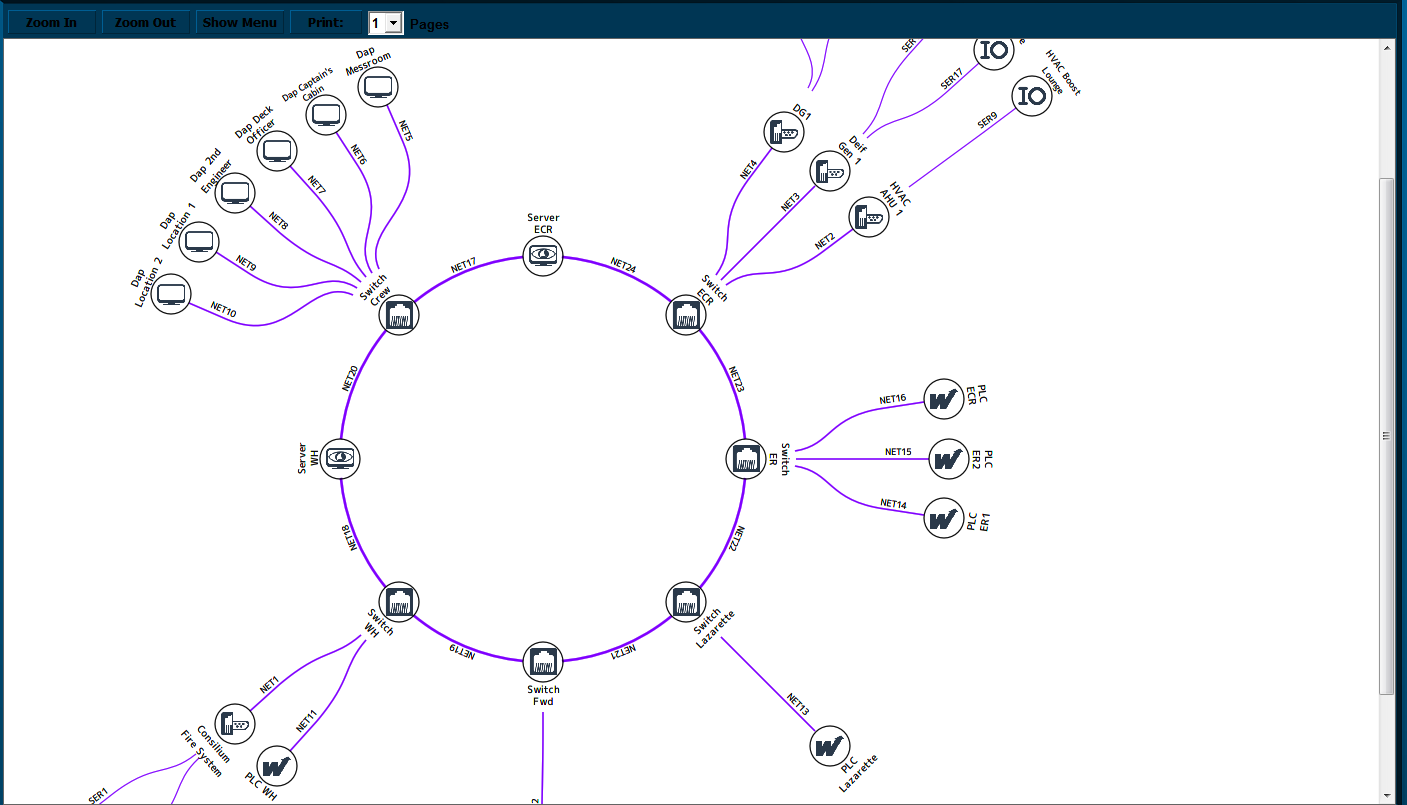 Zoom In
Zoom Out
Show Menu
Print:
1
Pages
Dap
Messroom
Dap Captain's
Cabin
Dap Deck
Officer
Dap 2nd
Engineer
Dap
Location 1
Dap
Location 2
NET5
NET6
NET7
NET8
NET9
NET10
Switch
Crew
NET17
Server
ECR
NET24
Switch
ECR
NET4
NET3
NET2
DG1
Deif
Gen 1
HVAC
AHU 1
SER
SER17
SER9
HVAC Boost
Lounge
NET20
NET23
Server
WH
Switch
ER
NET16
NET15
NET14
PLC
ECR
PLC
ER2
PLC
ER1
NET18
NET22
Switch
WH
NET19
Switch
Fwd
NET21
Switch
Lazarette
NET1
NET11
NET13
Consilium
Fire System
PLC WH
PLC
Lazarette
SER1
2